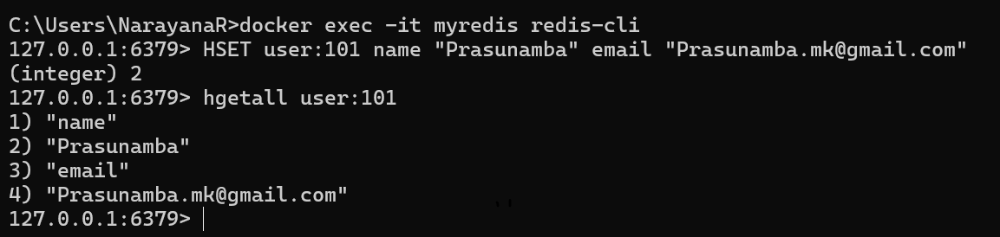 C:\Users\NarayanaR>docker exec -it myredis redis-cli
127.0.0.1:6379> HSET user:101 name "Prasunamba" email "Prasunamba.mk@gmail.com"
(integer) 2
127.0.0.1:6379> hgetall user:101
1) "name"
2) "Prasunamba"
3) "email"
4) "Prasunamba.mk@gmail.com"
127.0.0.1:6379>